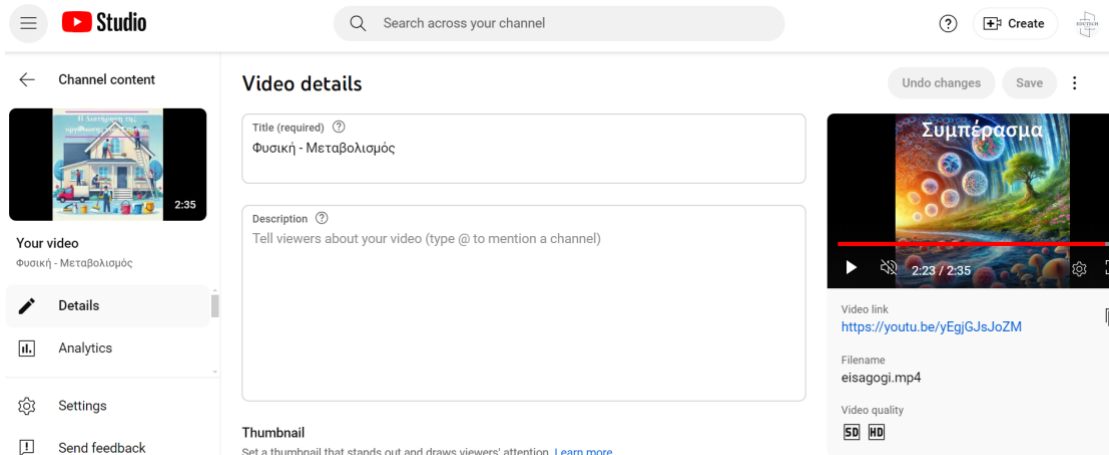 Studio
Search across your channel
Create
Channel content
Video details
Undo changes
Save
Title (required)
Φυσική - Μεταβολισμός
Η Διατήρηση της
2:35
Your video
Φυσική - Μεταβολισμός
Description
Tell viewers about your video (type @ to mention a channel)
Συμπέρασμα
2:23 / 2:35
Details
Analytics
Settings
Send feedback
Video link
https://youtu.be/yEgjGJsJoZM
Filename
eisagogi.mp4
Video quality
SD HD
Thumbnail
Set a thumbnail that stands out and draws viewers' attention. Learn more